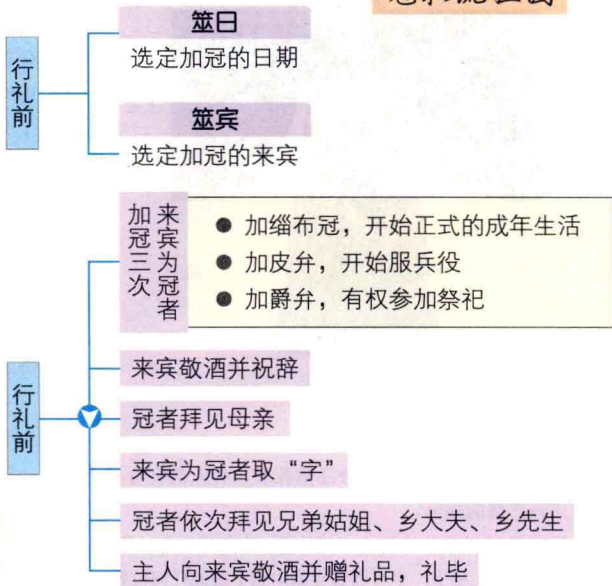 行礼前
筮日
选定加冠的日期
筮宾
选定加冠的来宾
行礼前
来宾为冠者
加冠三次
● 加缁布冠，开始正式的成年生活
● 加皮弁，开始服兵役
● 加爵弁，有权参加祭祀
来宾敬酒并祝辞
冠者拜见母亲
来宾为冠者取“字”
冠者依次拜见兄弟姑姐、乡大夫、乡先生
主人向来宾敬酒并赠礼品，礼毕